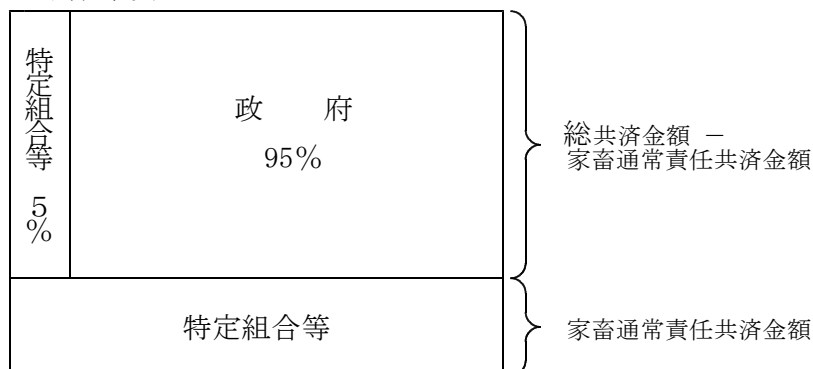 特定組合等 5%
政　府
95%
総共済金額 －
家畜通常責任共済金額
特定組合等
家畜通常責任共済金額